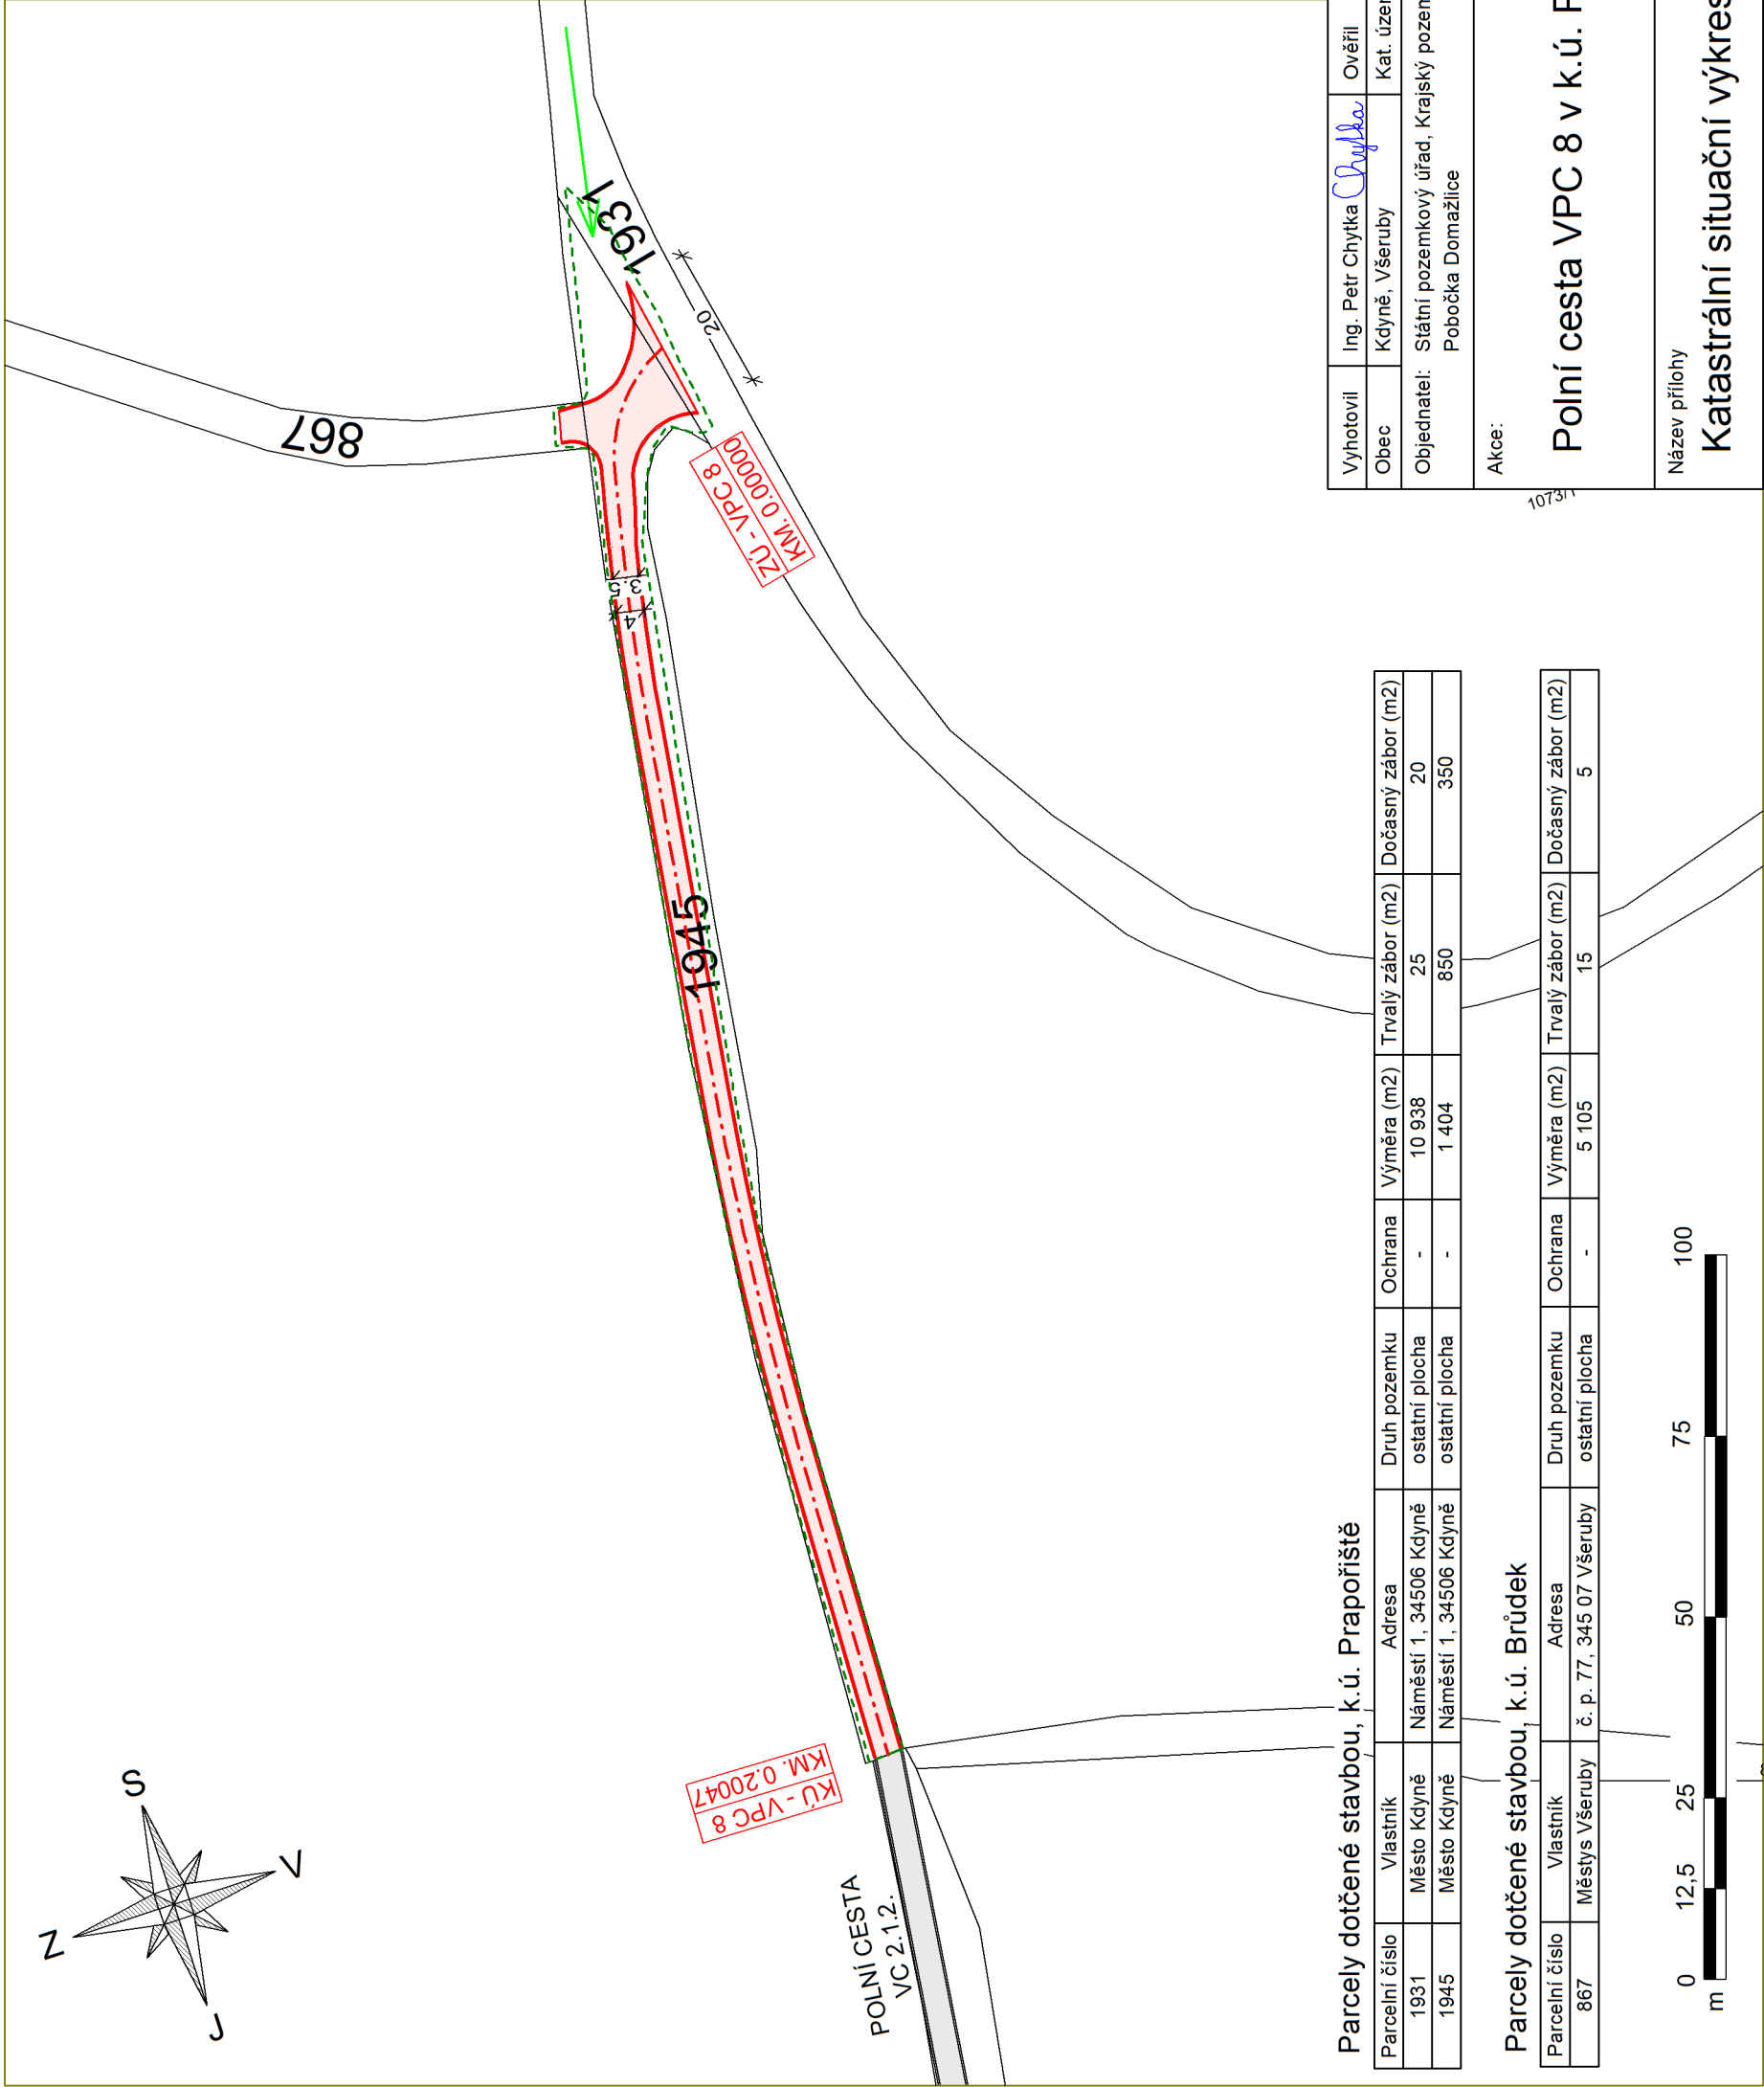 S
V
J
Z
867
1931
20
ZÚ - VPC 8
KM. 0.00000
3.5
4
1945
KÚ - VPC 8
KM. 0.20047
POLNÍ CESTA
VC 2.1.2.
Parcely dotčené stavbou, k.ú. Prapořiště
Parcelní číslo Vlastník Adresa Druh pozemku Ochrana Výměra (m2) Trvalý zábor (m2) Dočasný zábor (m2)
1931 Město Kdyně Náměstí 1, 34506 Kdyně ostatní plocha - 10 938 25 20
1945 Město Kdyně Náměstí 1, 34506 Kdyně ostatní plocha - 1 404 850 350
Parcely dotčené stavbou, k.ú. Brůdek
Parcelní číslo Vlastník Adresa Druh pozemku Ochrana Výměra (m2) Trvalý zábor (m2) Dočasný zábor (m2)
867 Městys Všeruby č. p. 77, 345 07 Všeruby ostatní plocha - 5 105 15 5
0 12,5 25 50 75 100
m
1073/1
Vyhotovil Ing. Petr Chytka Chytka Ověřil
Obec Kdyně, Všeruby Kat. územ
Objednatel: Státní pozemkový úřad, Krajský pozem
Pobočka Domažlice
Akce:
Polní cesta VPC 8 v k.ú.
Název přílohy
Katastrální situační výkres